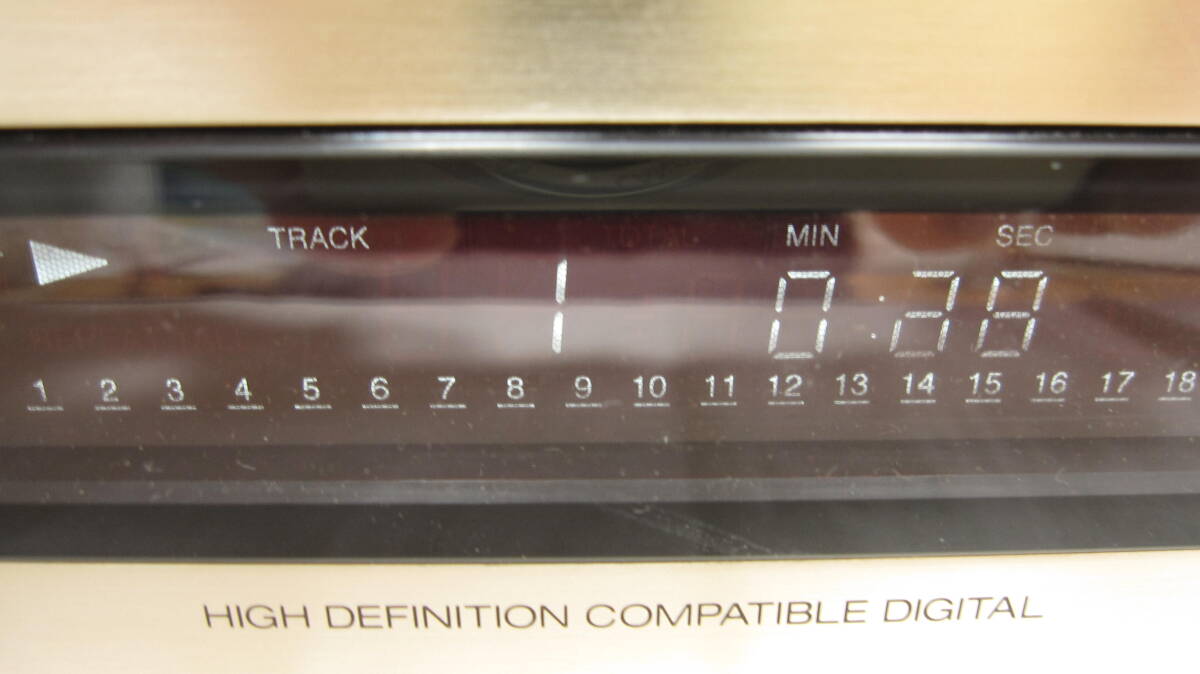 TRACK MIN SEC
1 0 38
1 2 3 4 5 6 7 8 9 10 11 12 13 14 15 16 17 18
HIGH DEFINITION COMPATIBLE DIGITAL